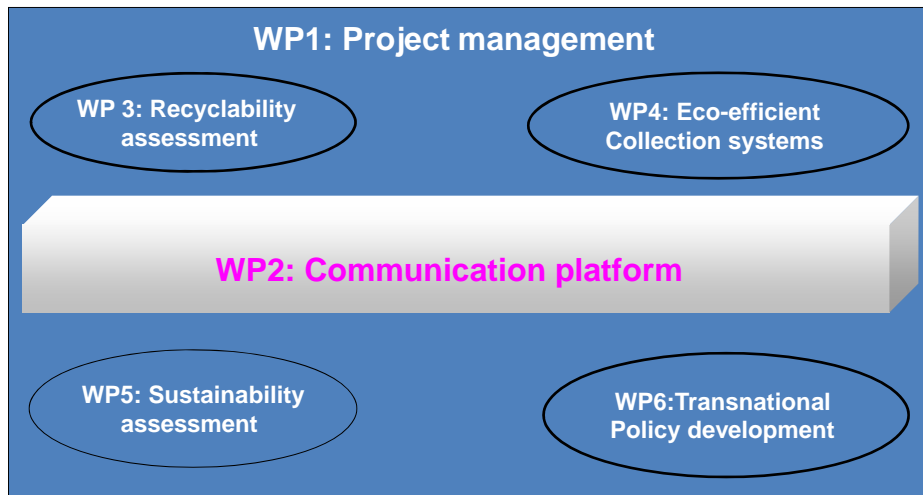 WP1: Project management
WP 3: Recyclability
assessment
WP4: Eco-efficient
Collection systems
WP2: Communication platform
WP5: Sustainability
assessment
WP6:Transnational
Policy development